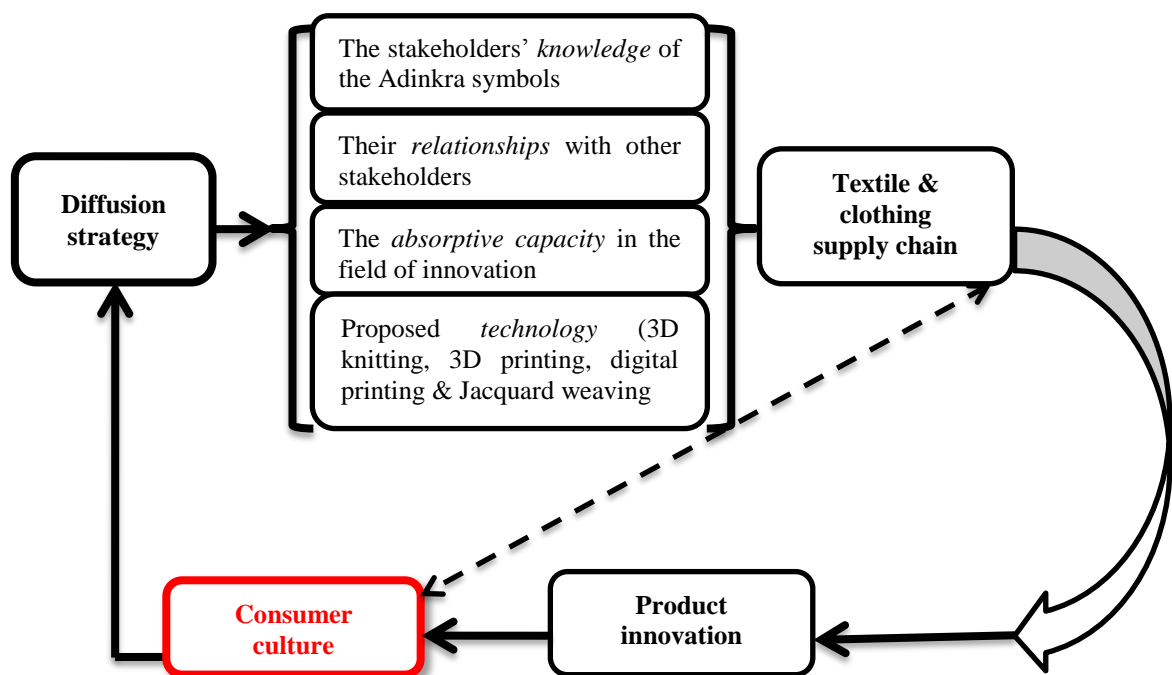 The stakeholders’ knowledge of
the Adinkra symbols
Their relationships with other
stakeholders
The absorptive capacity in the
field of innovation
Proposed technology (3D
knitting, 3D printing, digital
printing & Jacquard weaving
Diffusion
strategy
Textile &
clothing
supply chain
Consumer
culture
Product
innovation